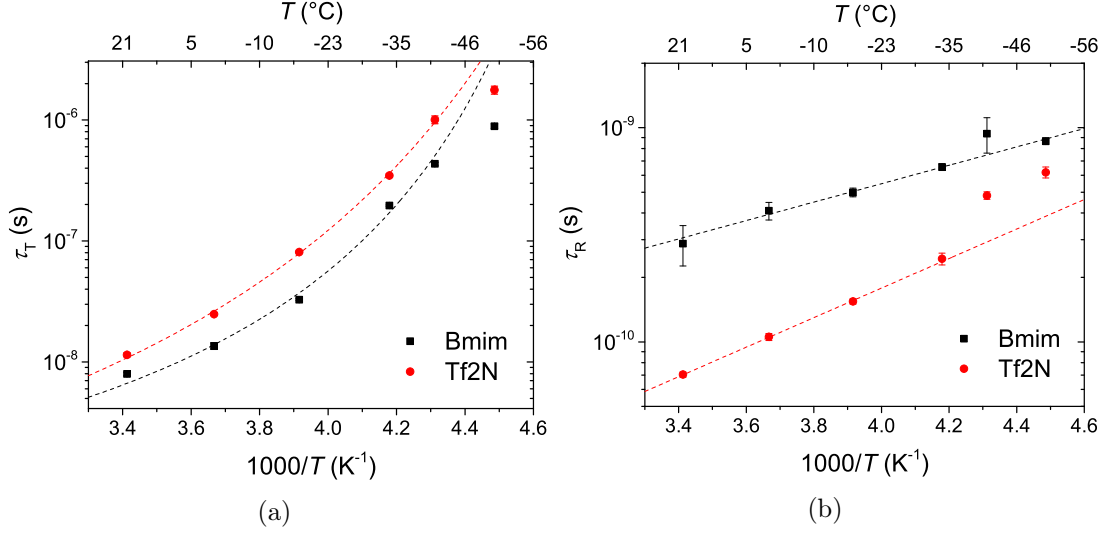 T (°C)
21 5 -10 -23 -35 -46 -56
10⁻⁶
10⁻⁷
10⁻⁸
τT (s)
Bmim
Tf2N
3.4 3.6 3.8 4.0 4.2 4.4 4.6
1000/T (K⁻¹)
(a)
T (°C)
21 5 -10 -23 -35 -46 -56
10⁻⁹
10⁻¹⁰
τR (s)
Bmim
Tf2N
3.4 3.6 3.8 4.0 4.2 4.4 4.6
1000/T (K⁻¹)
(b)